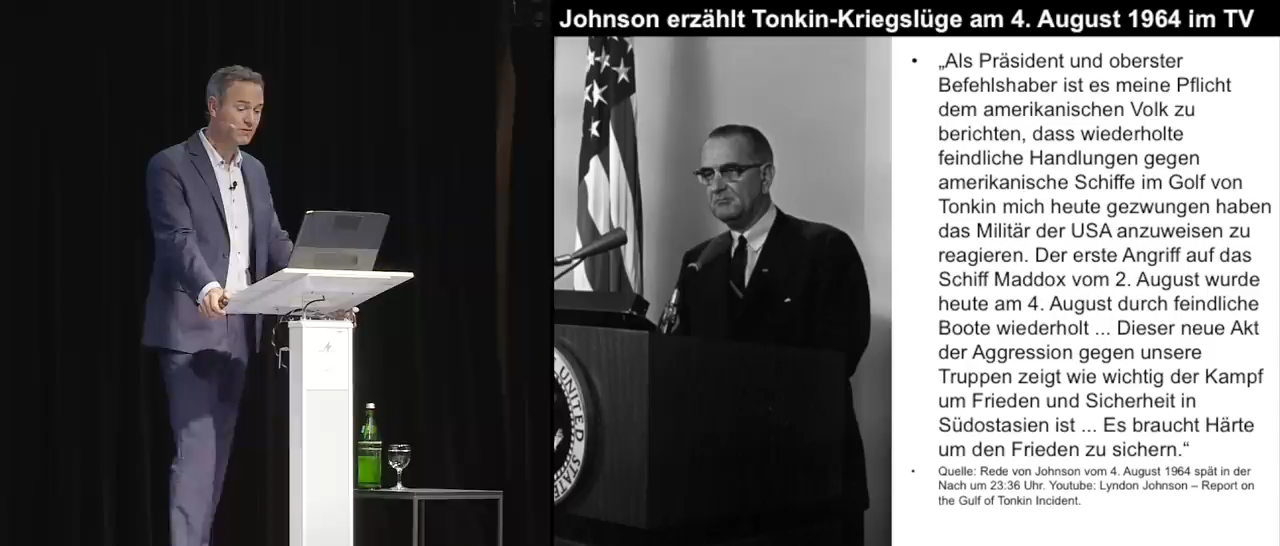 Johnson erzählt Tonkin-Kriegslüge am 4. August 1964 im TV
• „Als Präsident und oberster
Befehlshaber ist es meine Pflicht
dem amerikanischen Volk zu
berichten, dass wiederholte
feindliche Handlungen gegen
amerikanische Schiffe im Golf von
Tonkin mich heute gezwungen haben
das Militär der USA anzuweisen zu
reagieren. Der erste Angriff auf das
Schiff Maddox vom 2. August wurde
heute am 4. August durch feindliche
Boote wiederholt ... Dieser neue Akt
der Aggression gegen unsere
Truppen zeigt wie wichtig der Kampf
um Frieden und Sicherheit in
Südostasien ist ... Es braucht Härte
um den Frieden zu sichern.“
• Quelle: Rede von Johnson vom 4. August 1964 spät in der
Nach um 23:36 Uhr. Youtube: Lyndon Johnson – Report on
the Gulf of Tonkin Incident.
UNITED
STATES